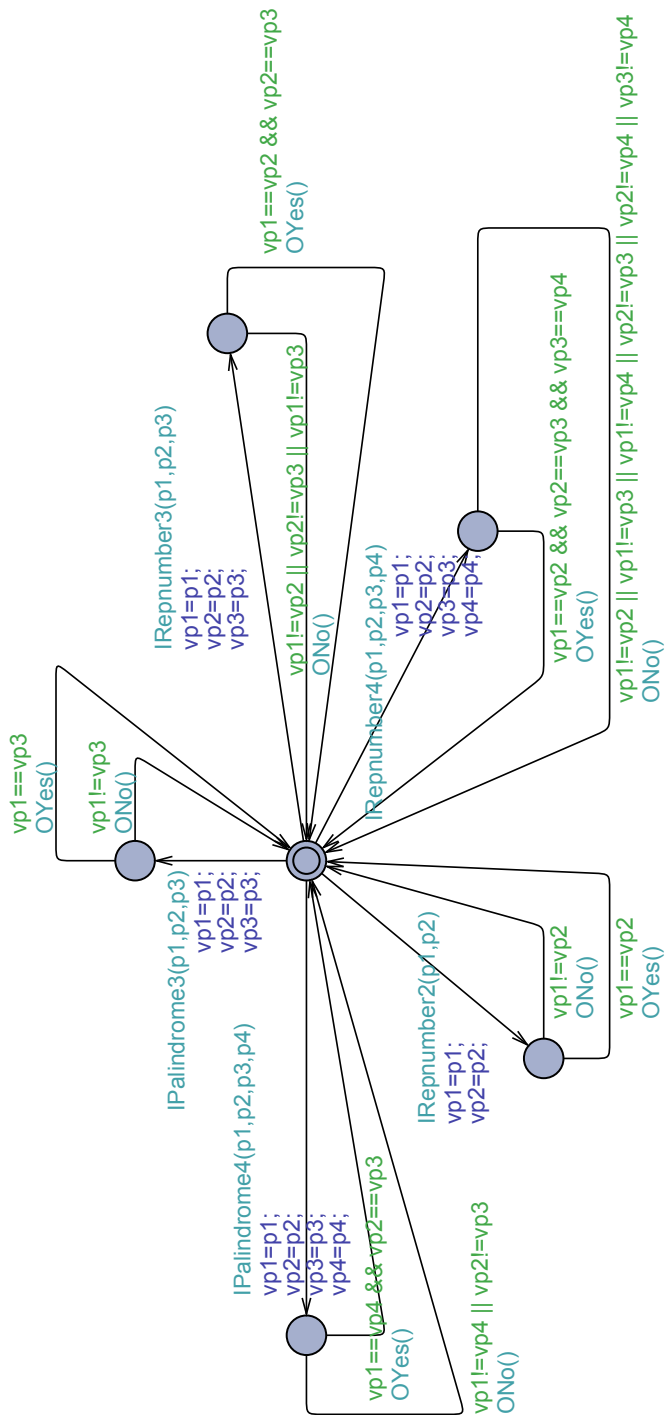 vp1==vp2 && vp2==vp3
OYes()
IRepnumber3(p1,p2,p3)
vp1=p1;
vp2=p2;
vp3=p3;
vp1!=vp2 || vp2!=vp3 || vp1!=vp3
ONo()
IRepnumber4(p1,p2,p3,p4)
vp1=p1;
vp2=p2;
vp3=p3;
vp4=p4;
vp1==vp2 && vp2==vp3 && vp3==vp4
OYes()
vp1!=vp2 || vp1!=vp3 || vp1!=vp4 || vp2!=vp3 || vp2!=vp4 || vp3!=vp4
ONo()
vp1==vp3
OYes()
vp1!=vp3
ONo()
IPalindrome3(p1,p2,p3)
vp1=p1;
vp2=p2;
vp3=p3;
IPalindrome4(p1,p2,p3,p4)
vp1=p1;
vp2=p2;
vp3=p3;
vp4=p4;
vp1==vp4 && vp2==vp3
OYes()
vp1!=vp4 || vp2!=vp3
ONo()
IRepnumber2(p1,p2)
vp1=p1;
vp2=p2;
vp1!=vp2
ONo()
vp1==vp2
OYes()